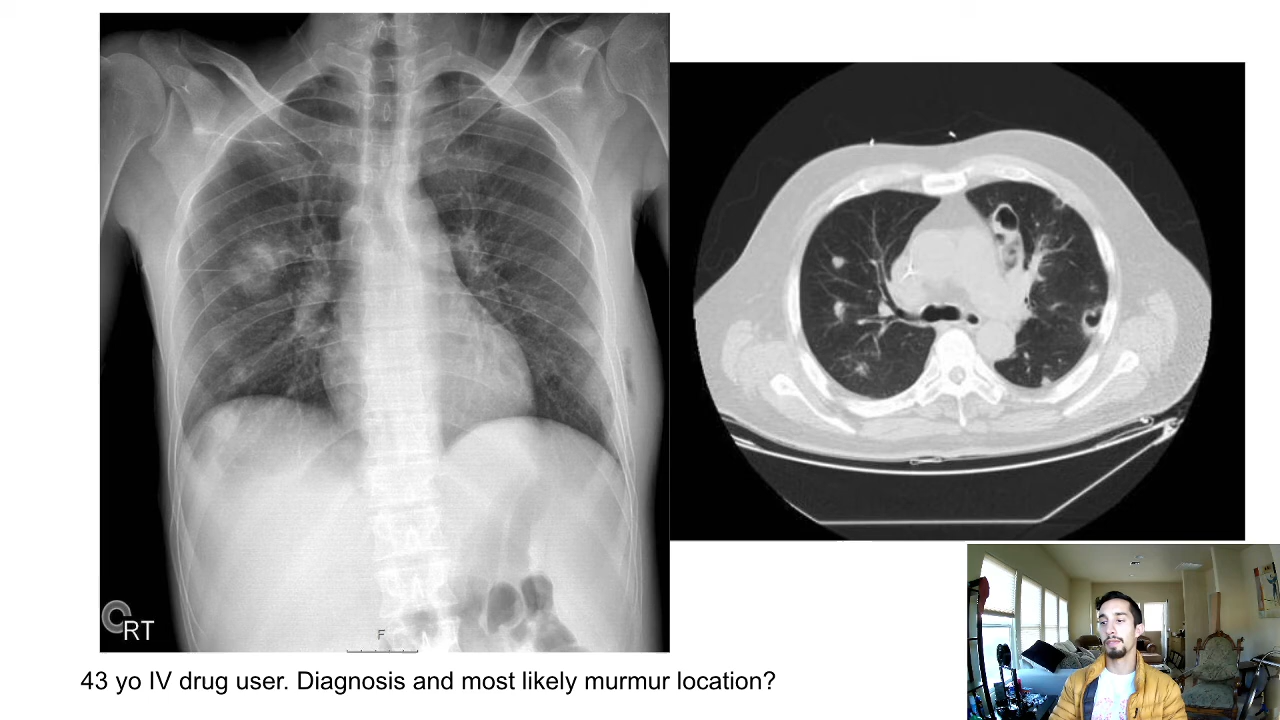 RT
F
43 yo IV drug user. Diagnosis and most likely murmur location?